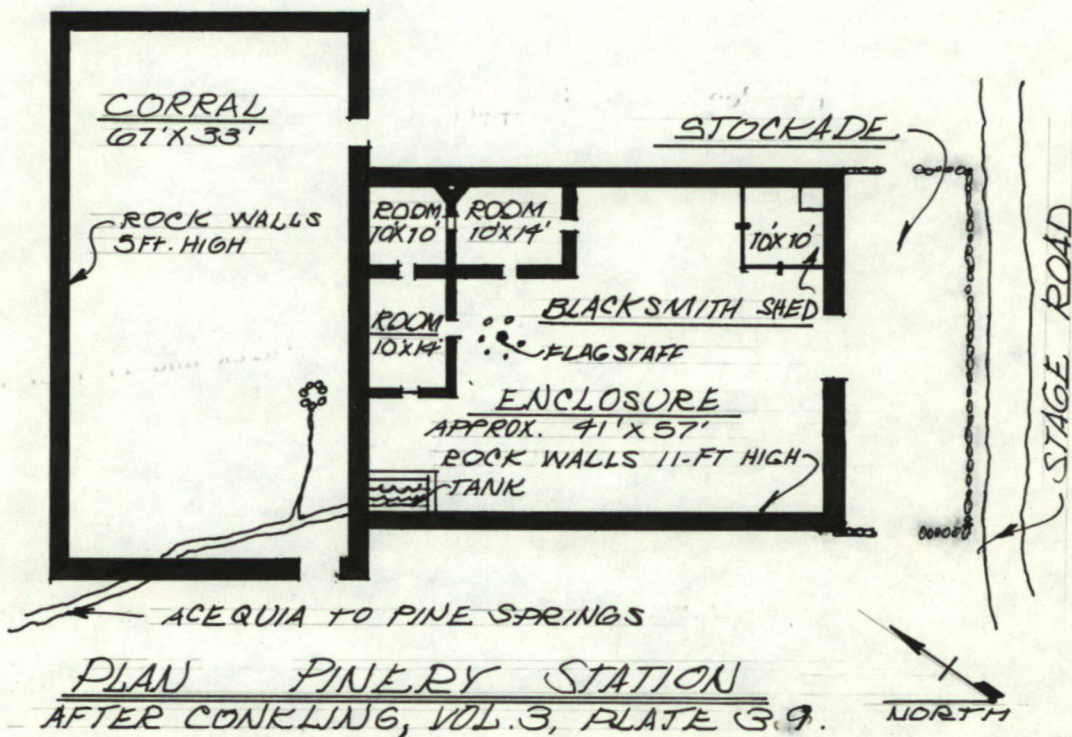 CORRAL
67'X33'
STOCKADE
ROCK WALLS
5FT. HIGH
ROOM
10'X10'
ROOM
10'X14'
10'X10'
BLACKSMITH SHED
ROOM
10X14'
FLAGSTAFF
ENCLOSURE
APPROX. 41'X57'
ROCK WALLS 11-FT HIGH
TANK
STAGE ROAD
ACEQUIA TO PINE SPRINGS
PLAN PINERY STATION
AFTER CONKLING, VOL.3, PLATE 39.
NORTH